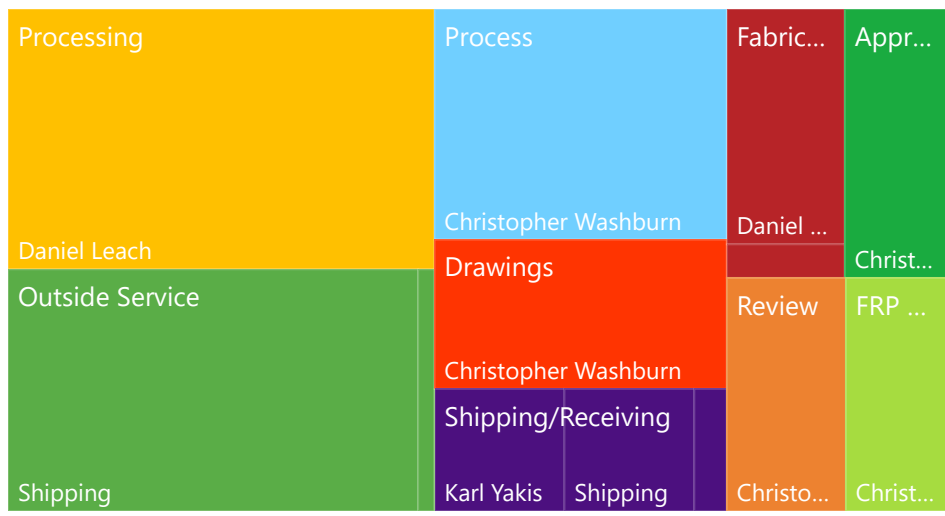 Processing
Daniel Leach
Outside Service
Shipping
Process
Christopher Washburn
Drawings
Christopher Washburn
Shipping/Receiving
Karl Yakis
Shipping
Fabric...
Daniel ...
Appr...
Christ...
Review
Christo...
FRP ...
Christ...